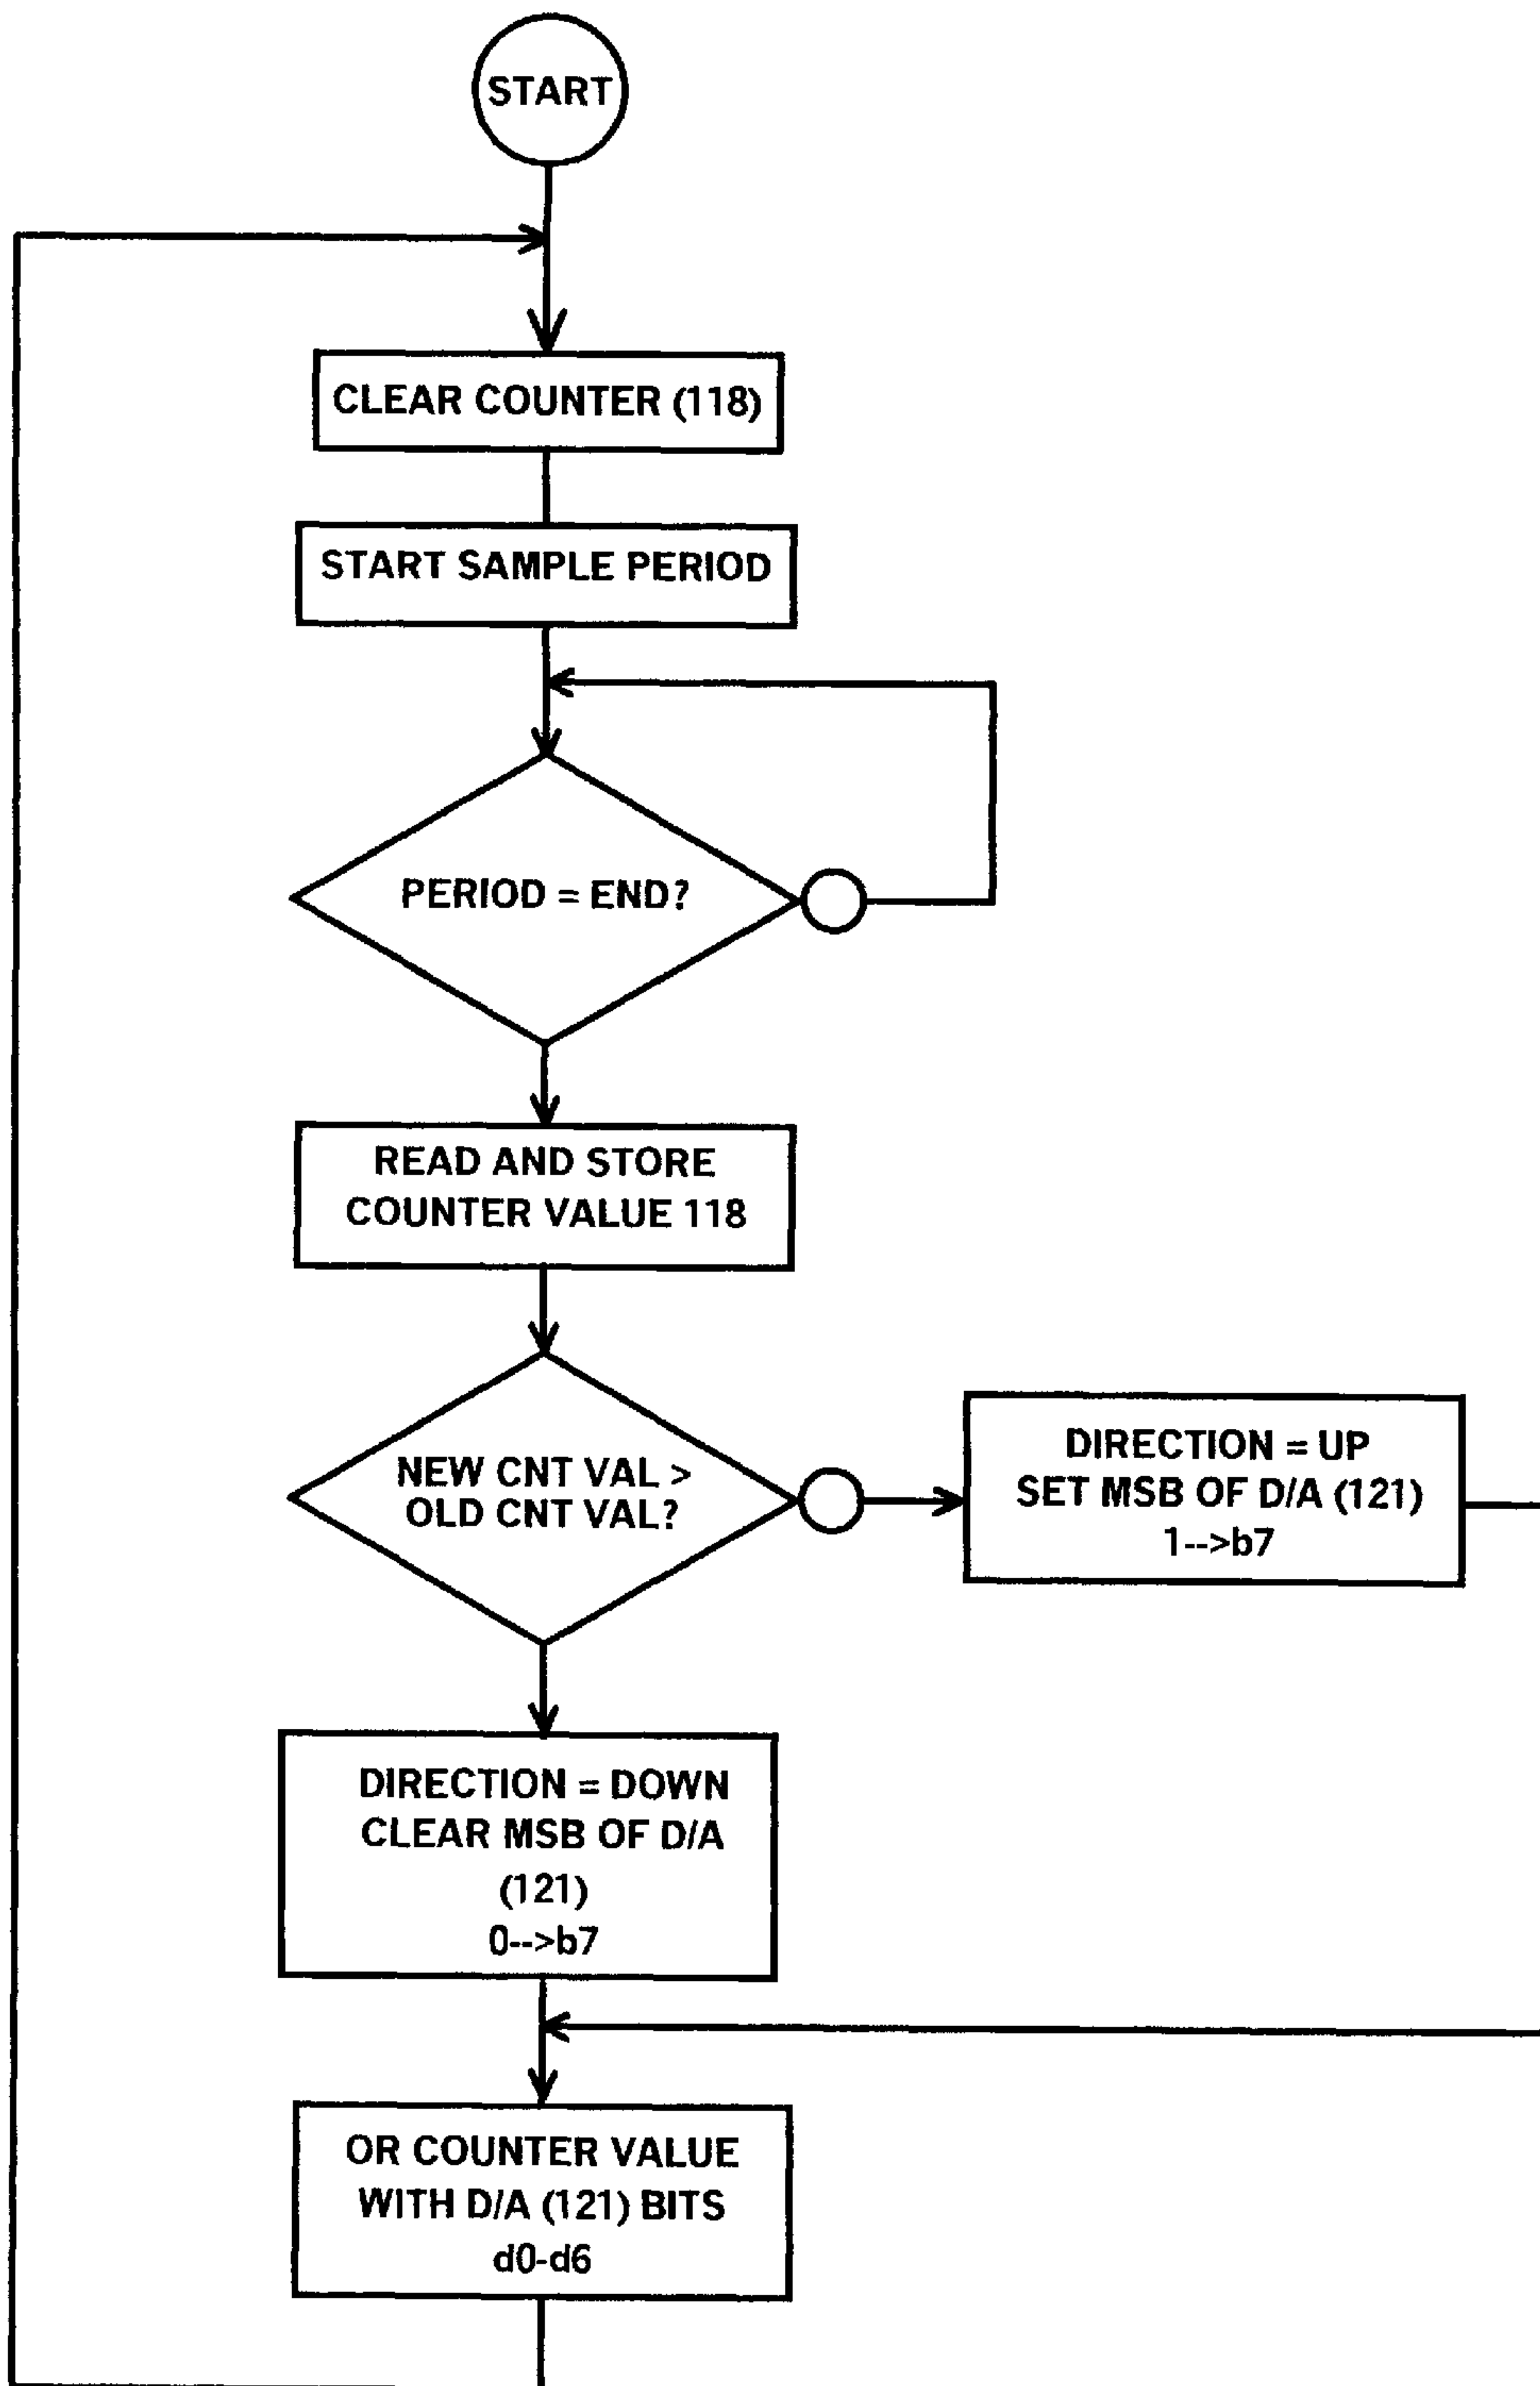 START
CLEAR COUNTER (118)
START SAMPLE PERIOD
PERIOD = END?
READ AND STORE
COUNTER VALUE 118
NEW CNT VAL >
OLD CNT VAL?
DIRECTION = UP
SET MSB OF D/A (121)
1-->b7
DIRECTION = DOWN
CLEAR MSB OF D/A
(121)
0-->b7
OR COUNTER VALUE
WITH D/A (121) BITS
d0-d6